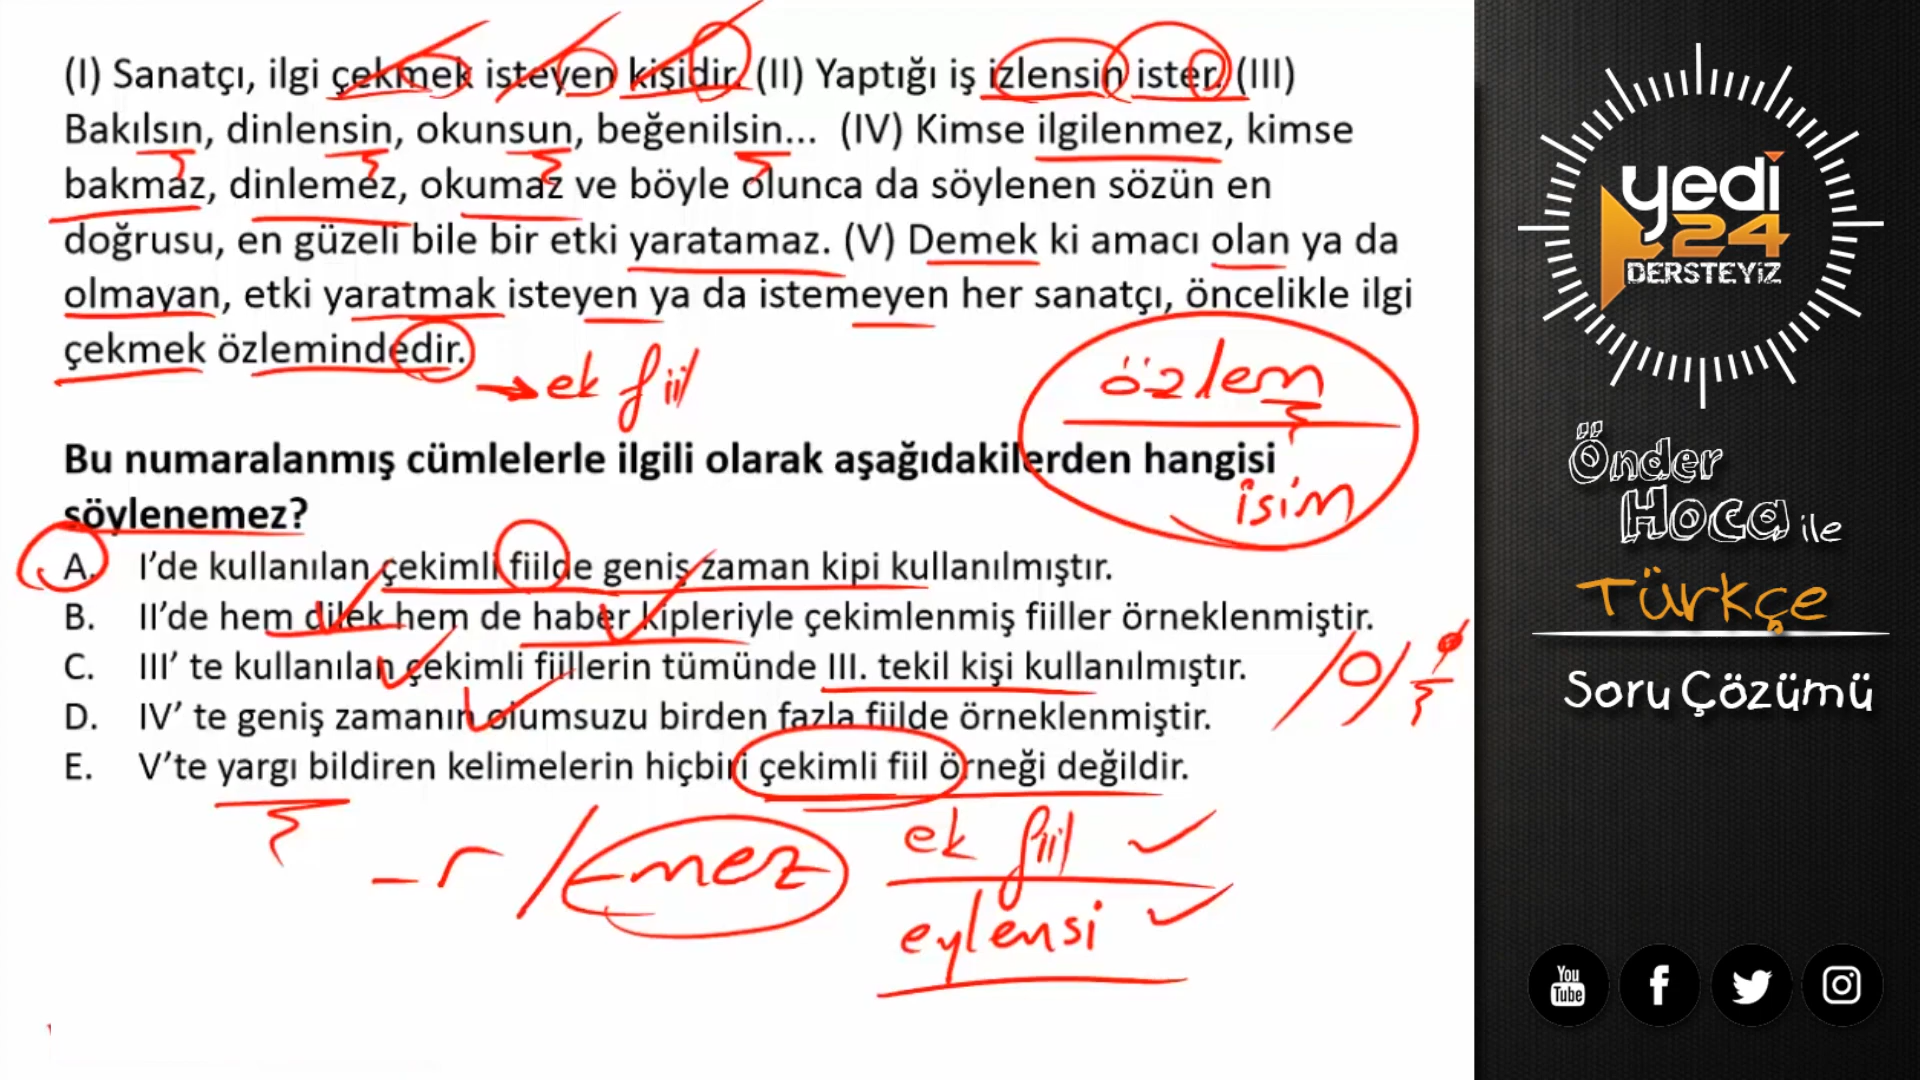 (I) Sanatçı, ilgi çekmek isteyen kişidir. (II) Yaptığı iş izlensin ister. (III)
Bakılsın, dinlensin, okunsun, beğenilsin... (IV) Kimse ilgilenmez, kimse
bakmaz, dinlemez, okumaz ve böyle olunca da söylenen sözün en
doğrusu, en güzeli bile bir etki yaratamaz. (V) Demek ki amacı olan ya da
olmayan, etki yaratmak isteyen ya da istemeyen her sanatçı, öncelikle ilgi
çekmek özlemindedir.
ek fiil
özlem
isim
Bu numaralanmış cümlelerle ilgili olarak aşağıdakilerden hangisi
söylenemez?
A. I’de kullanılan çekimli fiilde geniş zaman kipi kullanılmıştır.
B. II’de hem dilek hem de haber kipleriyle çekimlenmiş fiiller örneklenmiştir.
C. III’ te kullanılan çekimli fiillerin tümünde III. tekil kişi kullanılmıştır.
/O/
D. IV’ te geniş zamanın olumsuzu birden fazla fiilde örneklenmiştir.
E. V’te yargı bildiren kelimelerin hiçbiri çekimli fiil örneği değildir.
-r / -mez
ek fiil
eylensi
yedi
24
DERSTEYİZ
Önder
Hoca ile
Türkçe
Soru Çözümü
You
Tube